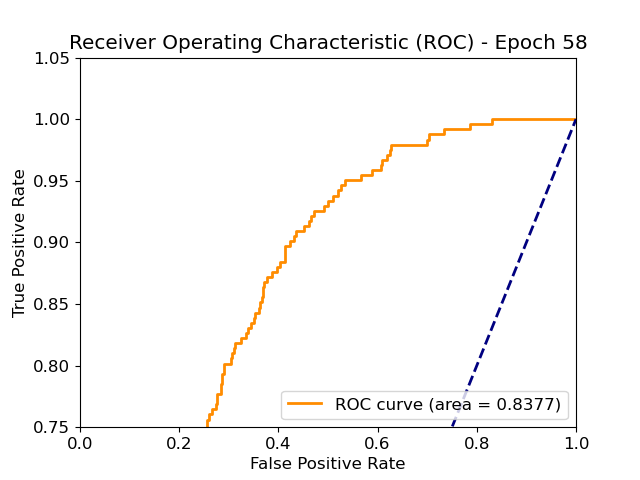 Receiver Operating Characteristic (ROC) - Epoch 58
1.05
1.00
0.95
0.90
0.85
0.80
0.75
True Positive Rate
ROC curve (area = 0.8377)
0.0 0.2 0.4 0.6 0.8 1.0
False Positive Rate